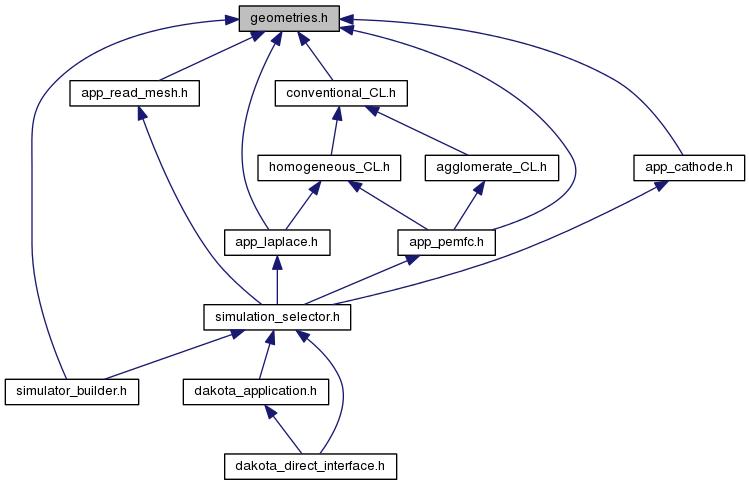 geometries.h
app_read_mesh.h
conventional_CL.h
homogeneous_CL.h
agglomerate_CL.h
app_cathode.h
app_laplace.h
app_pemfc.h
simulation_selector.h
simulator_builder.h
dakota_application.h
dakota_direct_interface.h